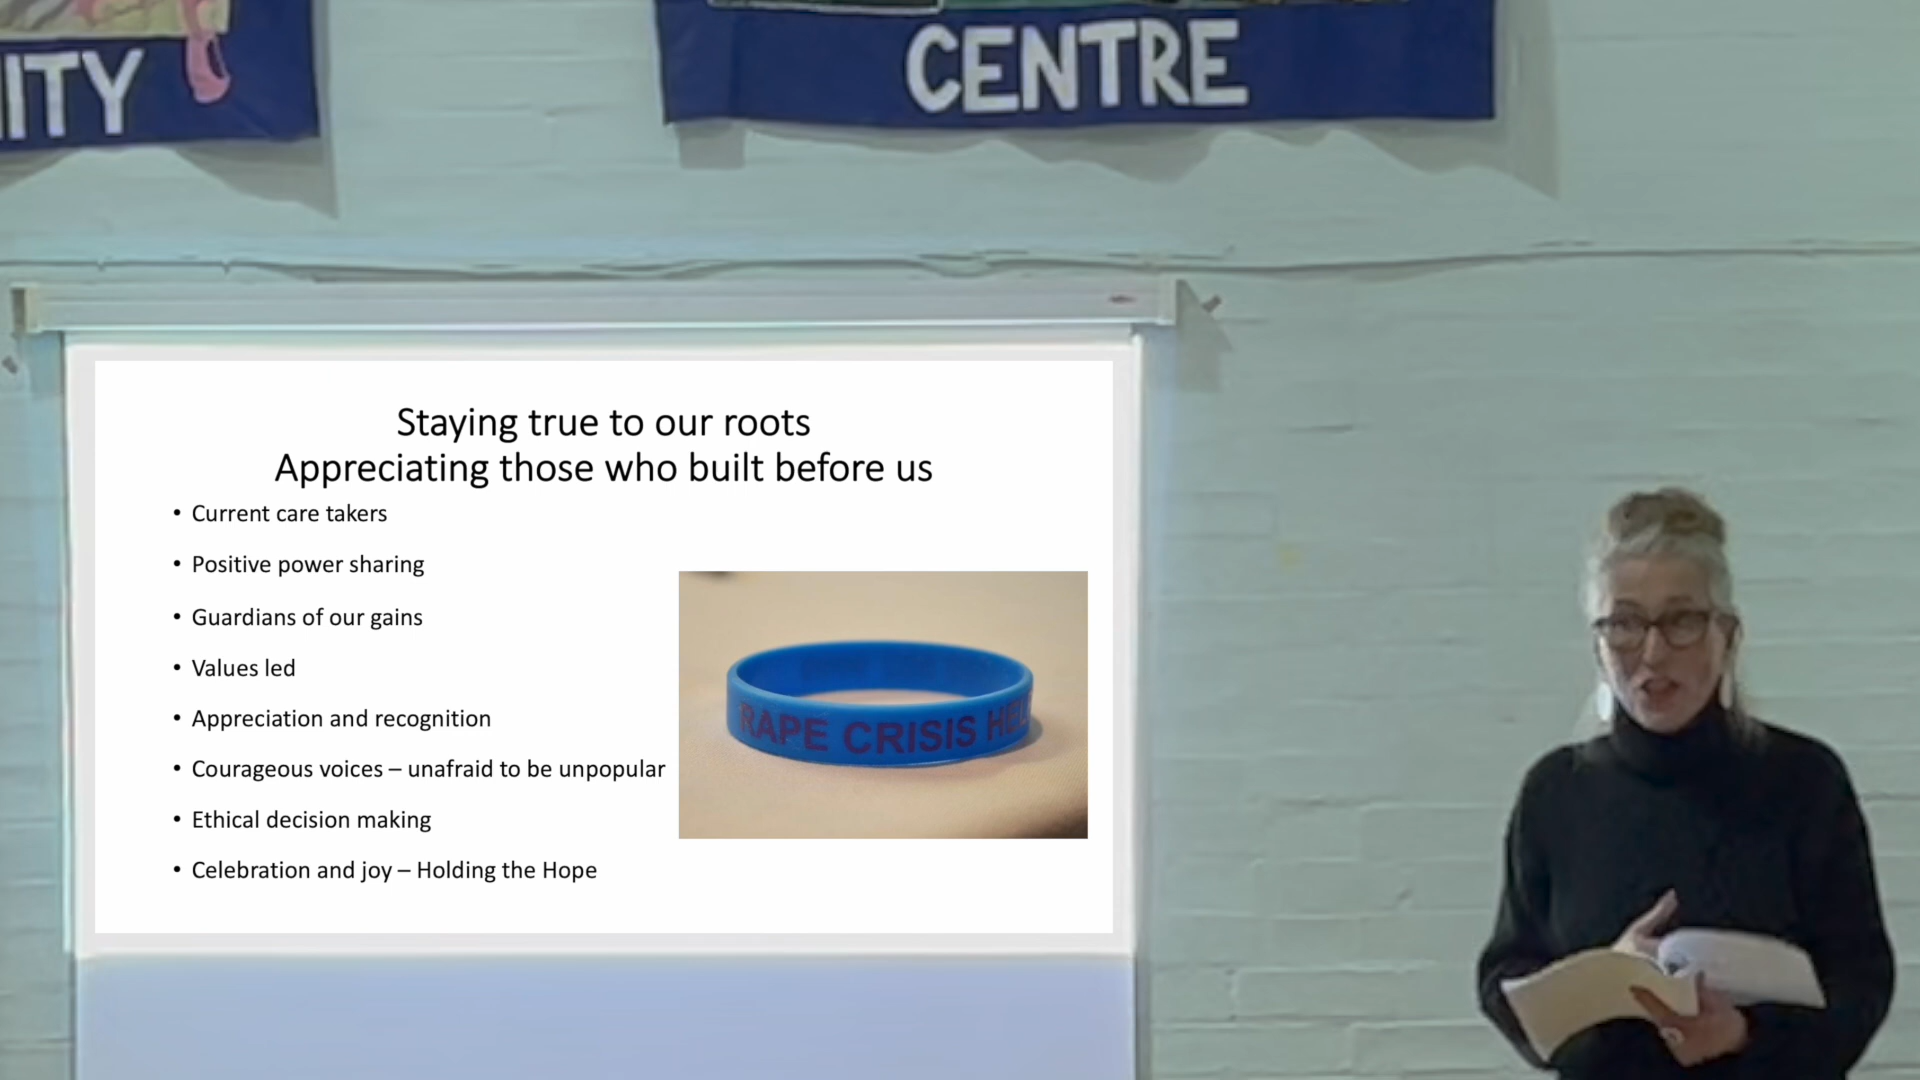 ITY
CENTRE
Staying true to our roots
Appreciating those who built before us
• Current care takers
• Positive power sharing
• Guardians of our gains
• Values led
• Appreciation and recognition
• Courageous voices – unafraid to be unpopular
• Ethical decision making
• Celebration and joy – Holding the Hope
RAPE CRISIS HEL